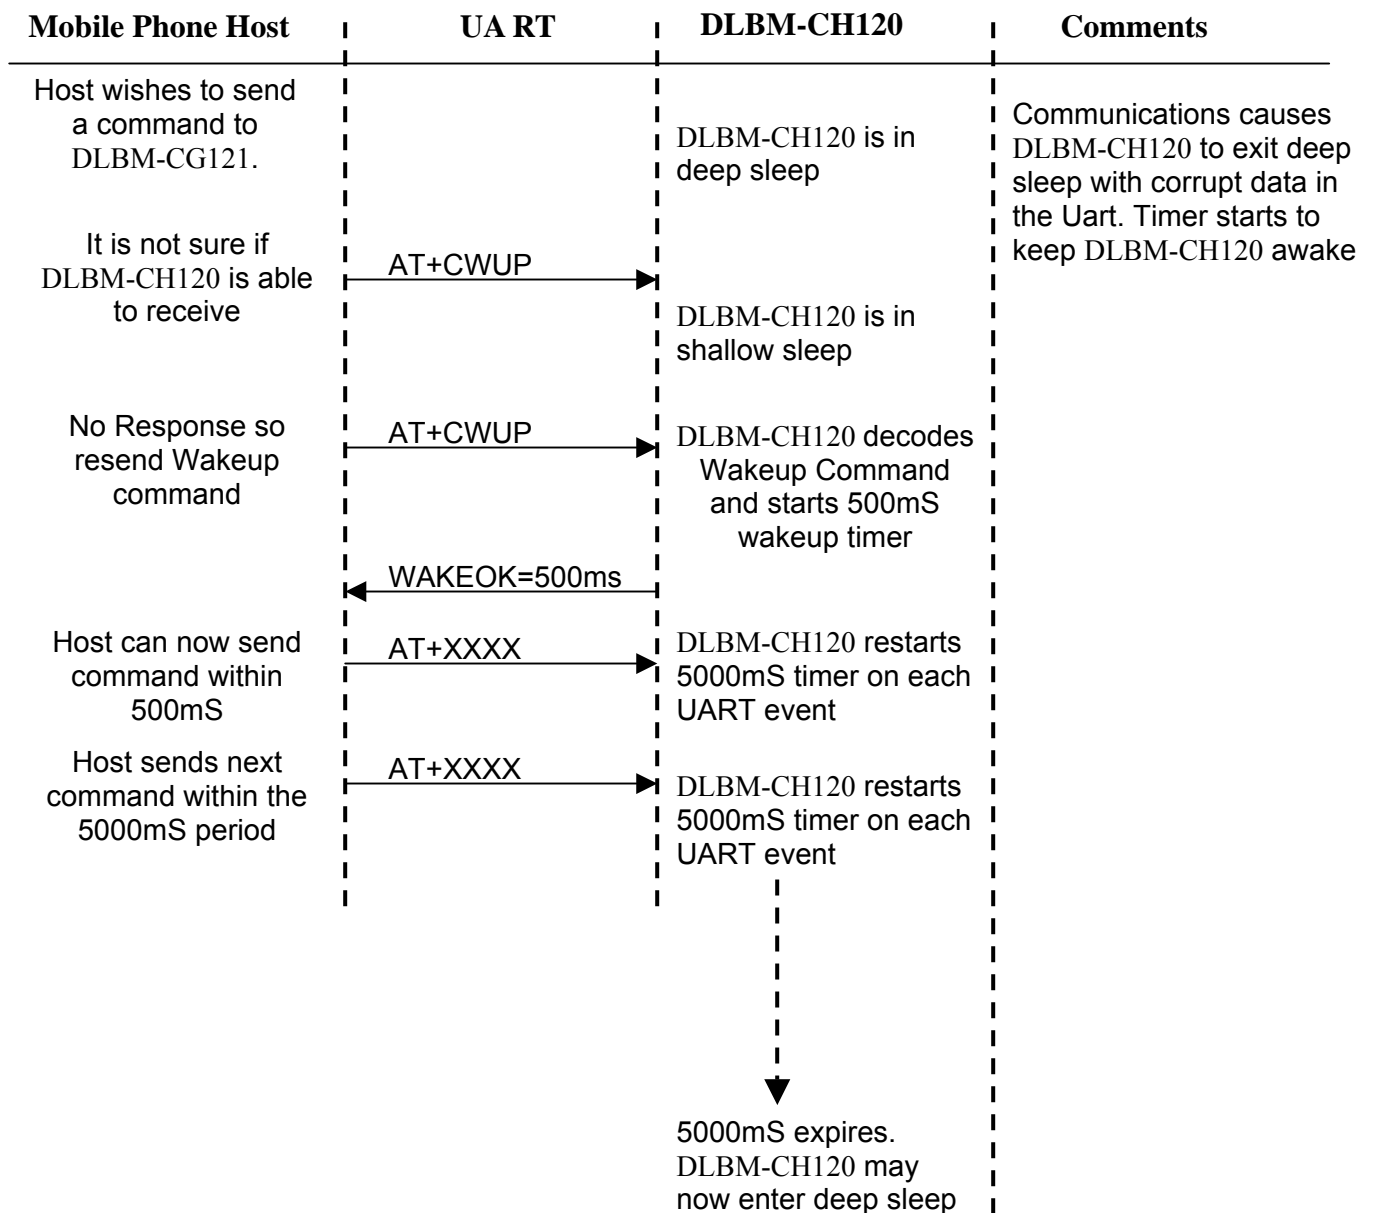 Mobile Phone Host
UA RT
DLBM-CH120
Comments
Host wishes to send
a command to
DLBM-CG121.
DLBM-CH120 is in
deep sleep
Communications causes
DLBM-CH120 to exit deep
sleep with corrupt data in
the Uart. Timer starts to
keep DLBM-CH120 awake
It is not sure if
DLBM-CH120 is able
to receive
AT+CWUP
DLBM-CH120 is in
shallow sleep
No Response so
resend Wakeup
command
AT+CWUP
DLBM-CH120 decodes
Wakeup Command
and starts 500mS
wakeup timer
WAKEOK=500ms
Host can now send
command within
500mS
AT+XXXX
DLBM-CH120 restarts
5000mS timer on each
UART event
Host sends next
command within the
5000mS period
AT+XXXX
DLBM-CH120 restarts
5000mS timer on each
UART event
5000mS expires.
DLBM-CH120 may
now enter deep sleep